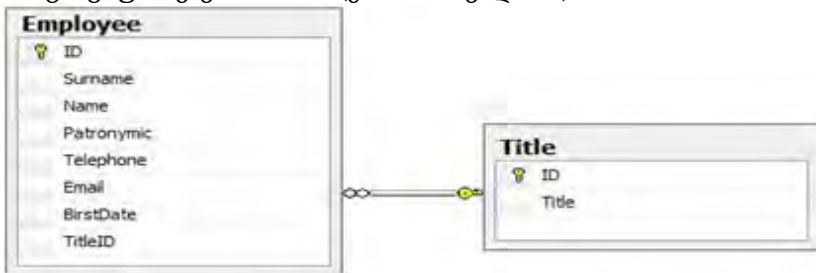 Employee
ID
Surname
Name
Patronymic
Telephone
Email
BirstDate
TitleID
Title
ID
Title